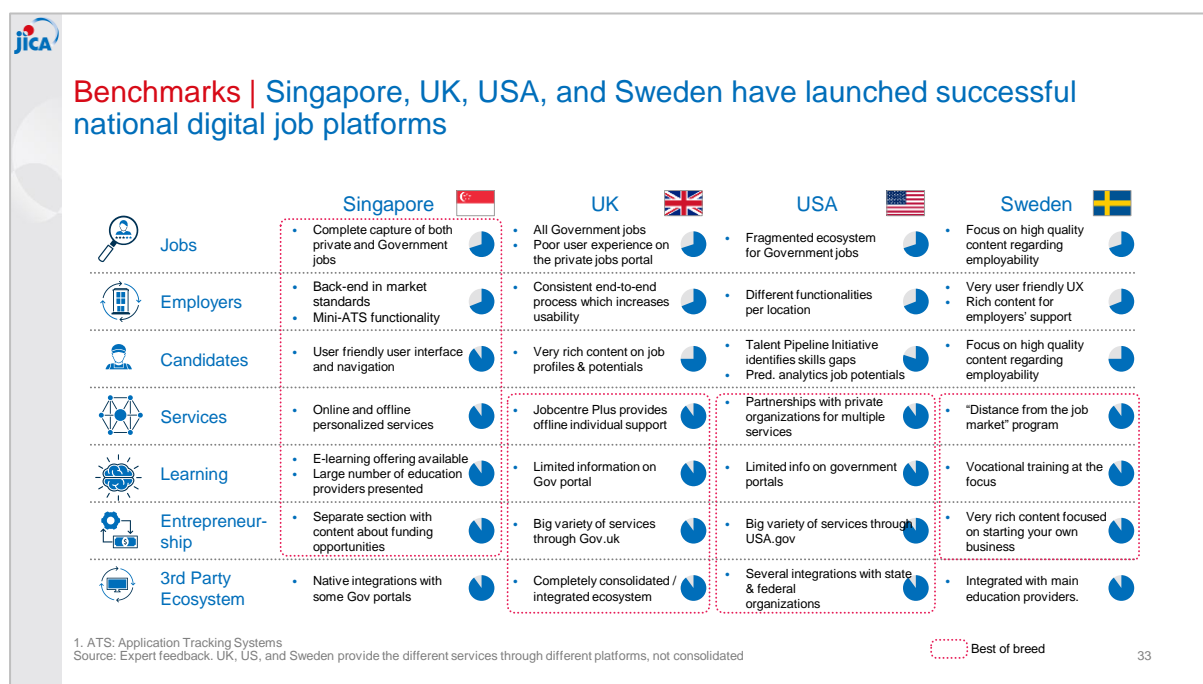 jICA
Benchmarks | Singapore, UK, USA, and Sweden have launched successful
national digital job platforms
Singapore
UK
USA
Sweden
Jobs
• Complete capture of both
private and Government
jobs
• All Government jobs
• Poor user experience on
the private jobs portal
• Fragmented ecosystem
for Government jobs
• Focus on high quality
content regarding
employability
Employers
• Back-end in market
standards
• Mini-ATS functionality
• Consistent end-to-end
process which increases
usability
• Different functionalities
per location
• Very user friendly UX
• Rich content for
employers' support
Candidates
• User friendly user interface
and navigation
• Very rich content on job
profiles & potentials
• Talent Pipeline Initiative
identifies skills gaps
• Pred. analytics job potentials
• Focus on high quality
content regarding
employability
Services
• Online and offline
personalized services
• Jobcentre Plus provides
offline individual support
• Partnerships with private
organizations for multiple
services
• “Distance from the job
market” program
Learning
• E-learning offering available
• Large number of education
providers presented
• Limited information on
Gov portal
• Limited info on government
portals
• Vocational training at the
focus
Entrepreneur-
ship
• Separate section with
content about funding
opportunities
• Big variety of services
through Gov.uk
• Big variety of services through
USA.gov
• Very rich content focused
on starting your own
business
3rd Party
Ecosystem
• Native integrations with
some Gov portals
• Completely consolidated /
integrated ecosystem
• Several integrations with state
& federal
organizations
• Integrated with main
education providers.
1. ATS: Application Tracking Systems
Source: Expert feedback. UK, US, and Sweden provide the different services through different platforms, not consolidated
Best of breed
33